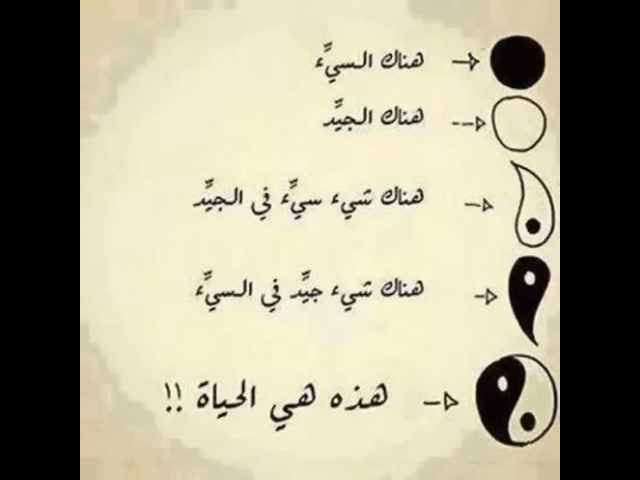 هناك السيِّء
هناك الجيِّد
هناك شيء سيِّء في الجيِّد
هناك شيء جيِّد في السيِّء
هذه هي الحياة !!